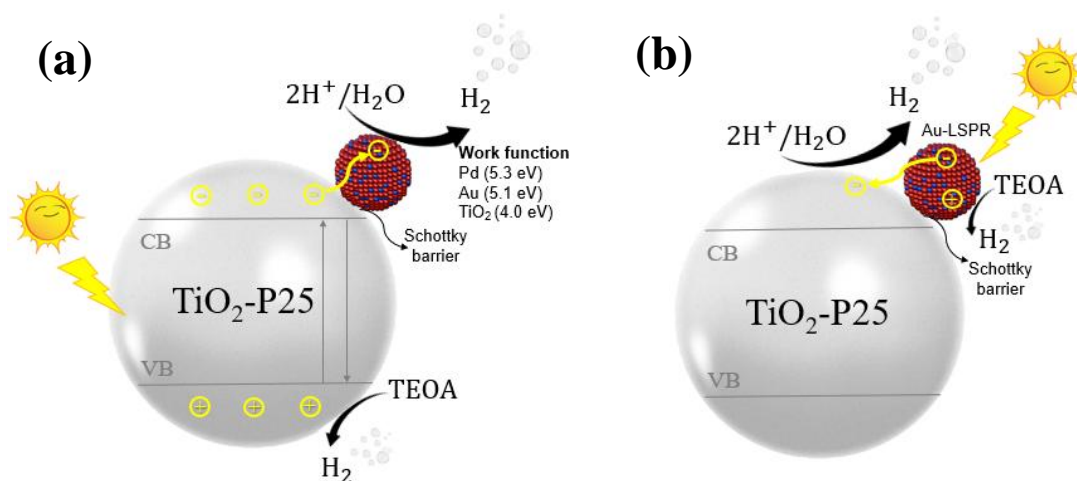 (a)
2H⁺/H₂O
H₂
Work function
Pd (5.3 eV)
Au (5.1 eV)
TiO₂ (4.0 eV)
Schottky
barrier
CB
TiO₂-P25
VB
TEOA
H₂
(b)
H₂
2H⁺/H₂O
Au-LSPR
TEOA
H₂
Schottky
barrier
CB
TiO₂-P25
VB